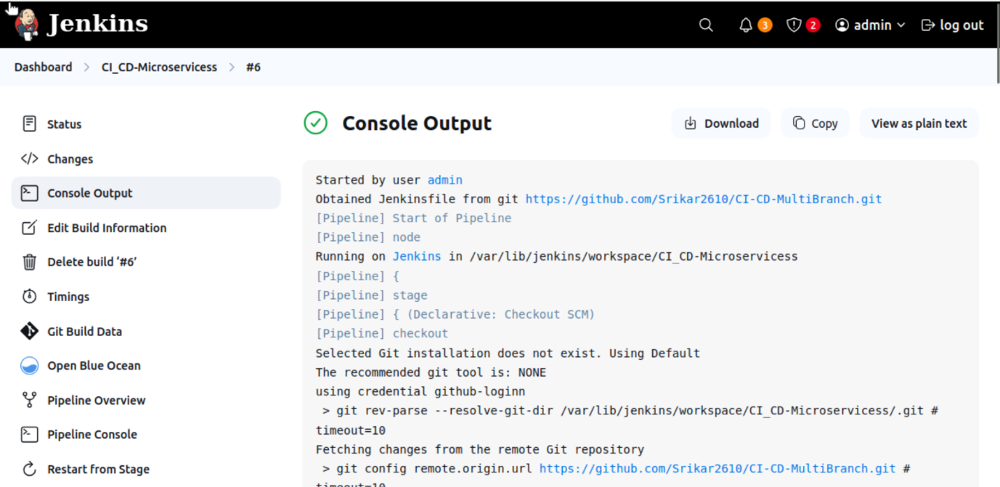 Jenkins
3
2
admin
log out
Dashboard > CI_CD-Microservicess > #6
Status
Changes
Console Output
Edit Build Information
Delete build ‘#6’
Timings
Git Build Data
Open Blue Ocean
Pipeline Overview
Pipeline Console
Restart from Stage
Console Output
Download
Copy
View as plain text
Started by user admin
Obtained Jenkinsfile from git https://github.com/Srikar2610/CI-CD-MultiBranch.git
[Pipeline] Start of Pipeline
[Pipeline] node
Running on Jenkins in /var/lib/jenkins/workspace/CI_CD-Microservicess
[Pipeline] {
[Pipeline] stage
[Pipeline] { (Declarative: Checkout SCM)
[Pipeline] checkout
Selected Git installation does not exist. Using Default
The recommended git tool is: NONE
using credential github-loginn
> git rev-parse --resolve-git-dir /var/lib/jenkins/workspace/CI_CD-Microservicess/.git #
timeout=10
Fetching changes from the remote Git repository
> git config remote.origin.url https://github.com/Srikar2610/CI-CD-MultiBranch.git #
timeout=10